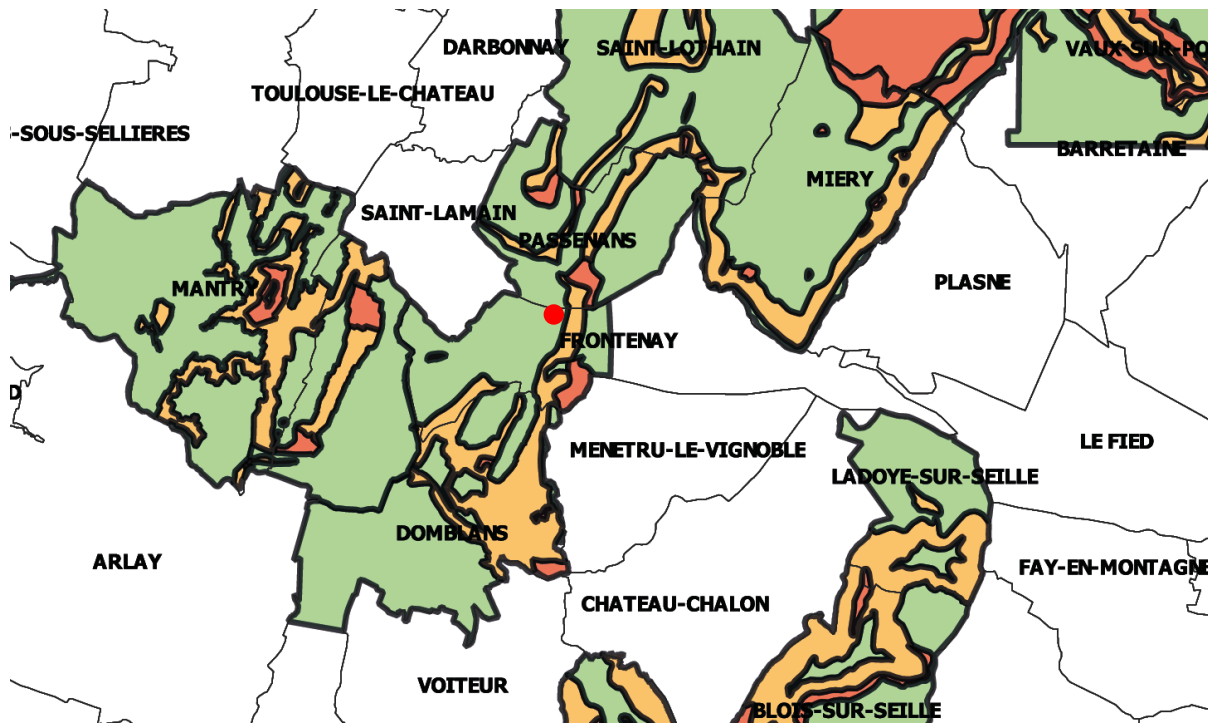 DARBONNAY
SAINT-LOTHAIN
VAUX-SUR-PO
TOULOUSE-LE-CHATEAU
-SOUS-SELLIERES
BARRETAINE
MIERY
SAINT-LAMAIN
PASSENANS
PLASNE
MANTRY
FRONTENAY
D
MENETRU-LE-VIGNOBLE
LE FIED
LADOYE-SUR-SEILLE
DOMBLANS
ARLAY
FAY-EN-MONTAGNE
CHATEAU-CHALON
VOITEUR
BLOIS-SUR-SEILLE